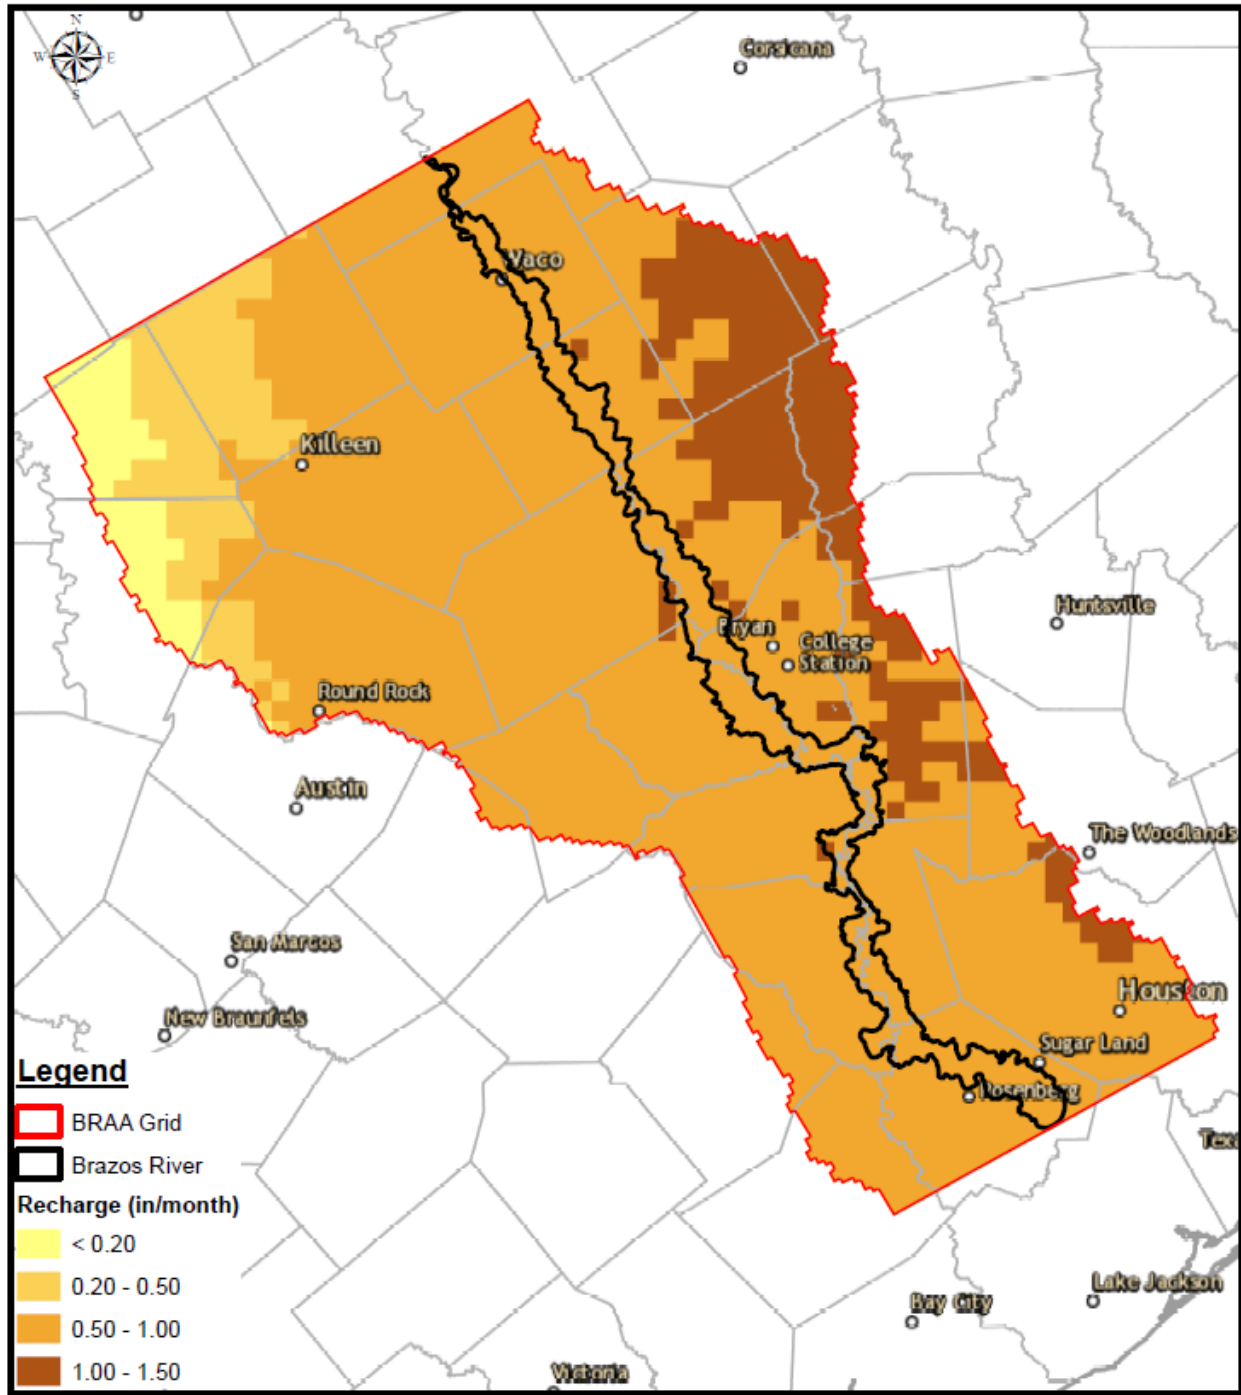 N
W
E
S
Corsicana
Waco
Killeen
Huntsville
Bryan
College
Station
Round Rock
Austin
The Woodlands
San Marcos
Houston
New Braunfels
Sugar Land
Rosenberg
Legend
BRAA Grid
Brazos River
Recharge (in/month)
< 0.20
0.20 - 0.50
0.50 - 1.00
1.00 - 1.50
Lake Jackson
Bay City
Victoria